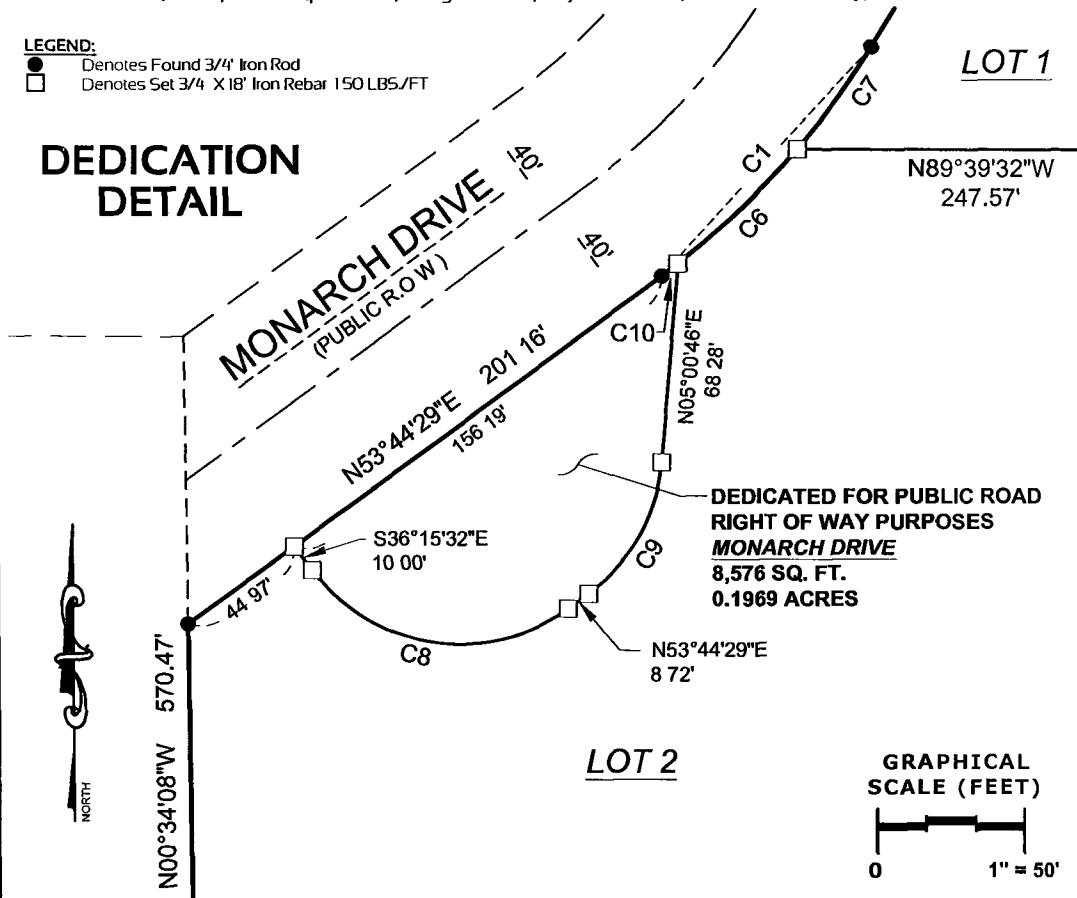 LEGEND:
Denotes Found 3/4' Iron Rod
Denotes Set 3/4 X 18' Iron Rebar 1 50 LBS./FT
DEDICATION
DETAIL
MONARCH DRIVE
(PUBLIC R.O W)
40'
40'
LOT 1
C7
C1
C6
N89°39'32"W
247.57'
C10
N05°00'46"E
68 28'
N53°44'29"E 201 16'
156 19'
S36°15'32"E
10 00'
44 97'
DEDICATED FOR PUBLIC ROAD
RIGHT OF WAY PURPOSES
MONARCH DRIVE
8,576 SQ. FT.
0.1969 ACRES
C9
C8
N53°44'29"E
8 72'
N00°34'08"W 570.47'
NORTH
LOT 2
GRAPHICAL
SCALE (FEET)
0 1" = 50'